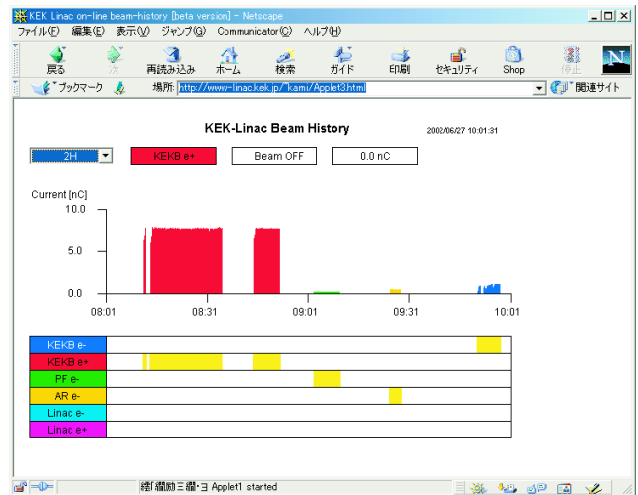 KEK Linac on-line beam-history [beta version] - Netscape
ファイル(F) 編集(E) 表示(V) ジャンプ(G) Communicator(C) ヘルプ(H)
戻る 次 再読み込み ホーム 検索 ガイド 印刷 セキュリティ Shop 停止 N
ブックマーク 場所: http://www-linac.kek.jp/~kami/Applet3.html 関連サイト
KEK-Linac Beam History 2002/06/27 10:01:31
2H KEKB e+ Beam OFF 0.0 nC
Current [nC]
10.0
5.0
0.0
08:01 08:31 09:01 09:31 10:01
KEKB e-
KEKB e+
PF e-
AR e-
Linac e-
Linac e+
Applet1 started